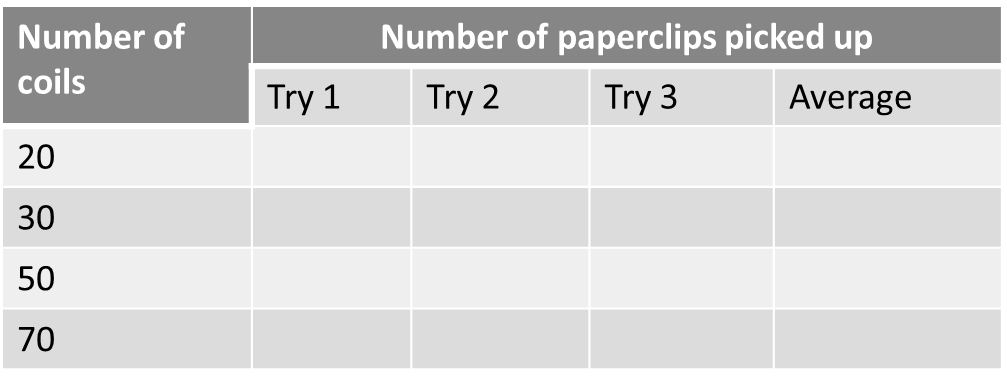 Number of
coils
Number of paperclips picked up
Try 1 Try 2 Try 3 Average
20
30
50
70